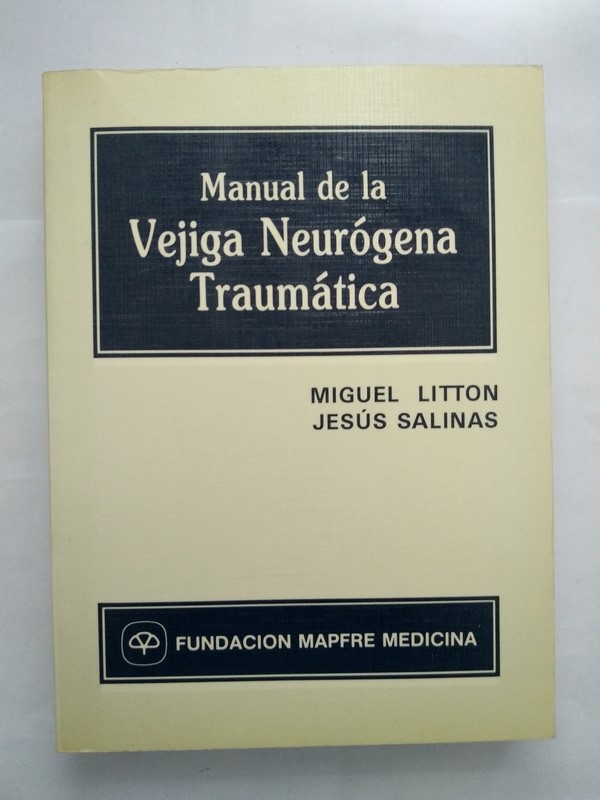 Manual de la
Vejiga Neurógena
Traumática
MIGUEL LITTON
JESÚS SALINAS
FUNDACION MAPFRE MEDICINA